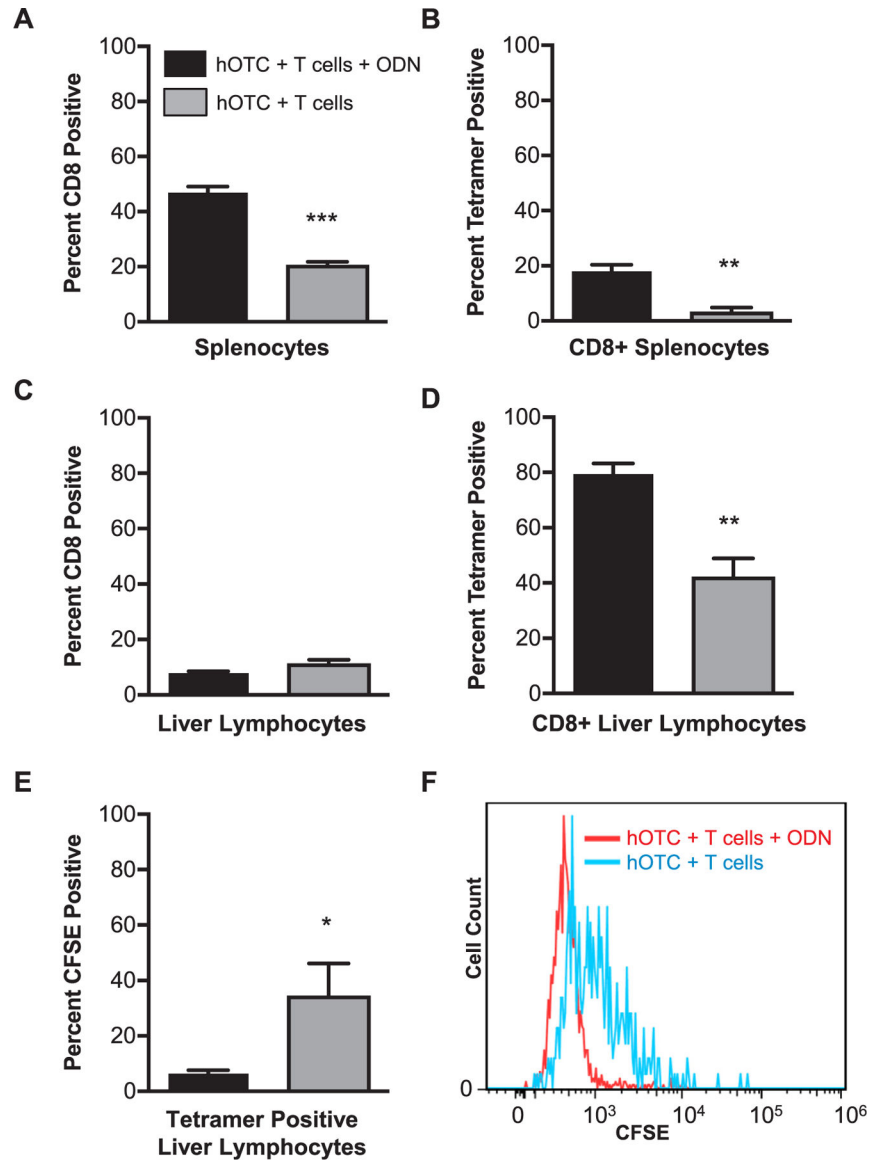 A
100
80
60
40
20
0
Percent CD8 Positive
hOTC + T cells + ODN
hOTC + T cells
***
Splenocytes
B
100
80
60
40
20
0
Percent Tetramer Positive
**
CD8+ Splenocytes
C
100
80
60
40
20
0
Percent CD8 Positive
Liver Lymphocytes
D
100
80
60
40
20
0
Percent Tetramer Positive
**
CD8+ Liver Lymphocytes
E
100
80
60
40
20
0
Percent CFSE Positive
*
Tetramer Positive
Liver Lymphocytes
F
hOTC + T cells + ODN
hOTC + T cells
Cell Count
0
0 10³ 10⁴ 10⁵ 10⁶
CFSE